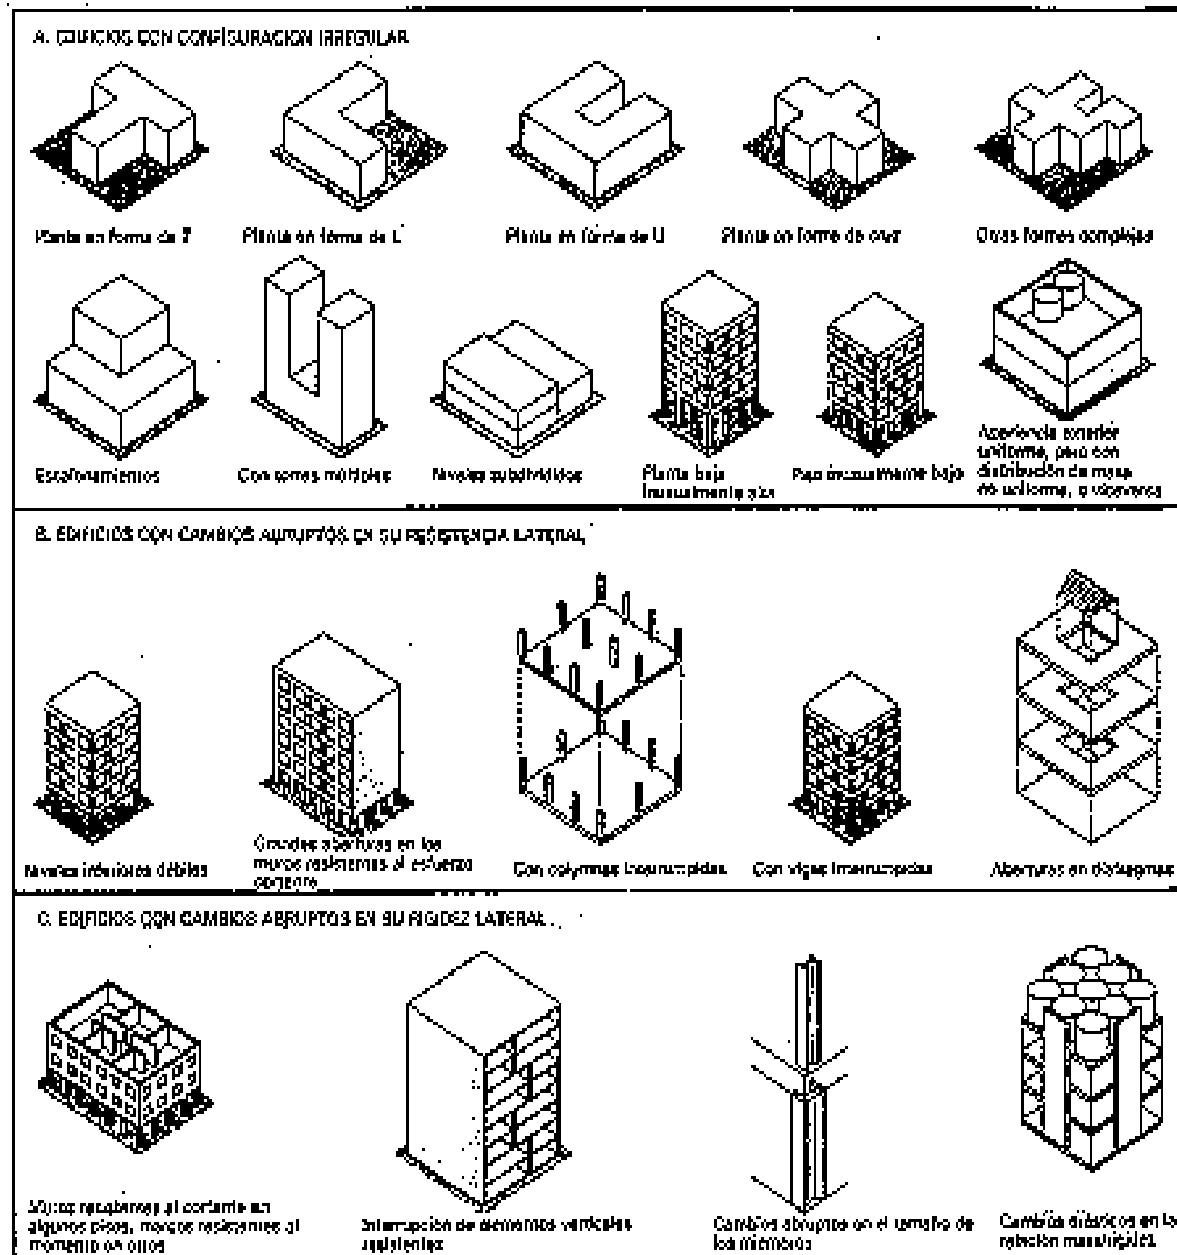 A. EDIFICIOS CON CONFIGURACION IRREGULAR
Planta en forma de T
Planta en forma de L
Planta en forma de U
Planta en forma de cruz
Otras formas complejas
Escalonamientos
Con torres múltiples
Niveles subdivididos
Planta baja
inusualmente alta
Piso inusualmente bajo
Apariencia exterior
uniforme, pero con
distribución de masa
no uniforme, o viceversa
B. EDIFICIOS CON CAMBIOS ABRUPTOS EN SU RESISTENCIA LATERAL
Niveles inferiores débiles
Grandes aberturas en los
muros resistentes al esfuerzo
cortante
Con columnas interrumpidas
Con vigas interrumpidas
Aberturas en diafragmas
C. EDIFICIOS CON CAMBIOS ABRUPTOS EN SU RIGIDEZ LATERAL
Muros resistentes al cortante en
algunos pisos, marcos resistentes al
momento en otros
Interrupción de elementos verticales
resistentes
Cambios abruptos en el tamaño de
los miembros
Cambios drásticos en la
relación masa/rigidez